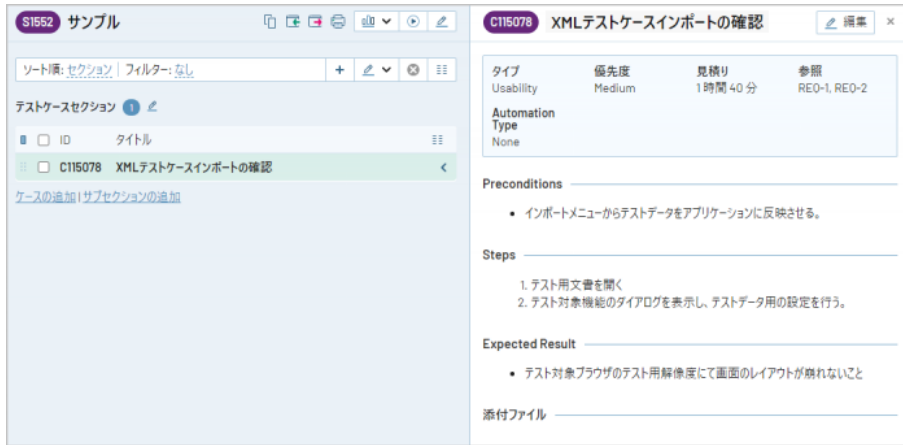 S1552 サンプル
ソート順: セクション | フィルター: なし
テストケースセクション 1
ID タイトル
C115078 XMLテストケースインポートの確認
ケースの追加 | サブセクションの追加
C115078 XMLテストケースインポートの確認 編集 ×
タイプ 優先度 見積り 参照
Usability Medium 1時間 40 分 REQ-1, REQ-2
Automation
Type
None
Preconditions
• インポートメニューからテストデータをアプリケーションに反映させる。
Steps
1. テスト用文書を開く
2. テスト対象機能のダイアログを表示し、テストデータ用の設定を行う。
Expected Result
• テスト対象ブラウザのテスト用解像度にて画面のレイアウトが崩れないこと
添付ファイル